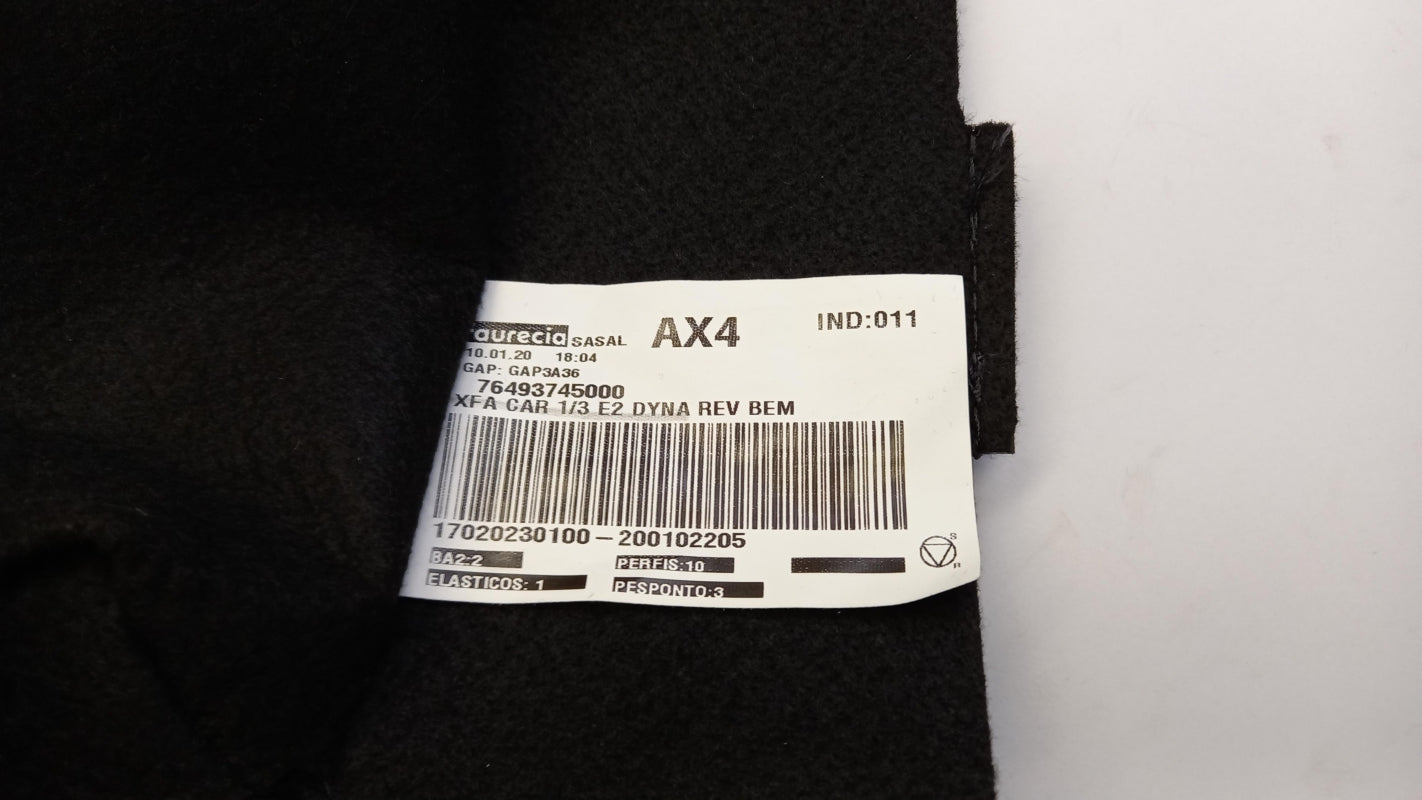 aurecia SASAL AX4 IND:011
10.01.20 18:04
GAP: GAP3A36
76493745000
XFA CAR 1/3 E2 DYNA REV BEM
17020230100-200102205
BA2:2 PERFIS:10
ELASTICOS: 1 PESPONTO:3
S
R